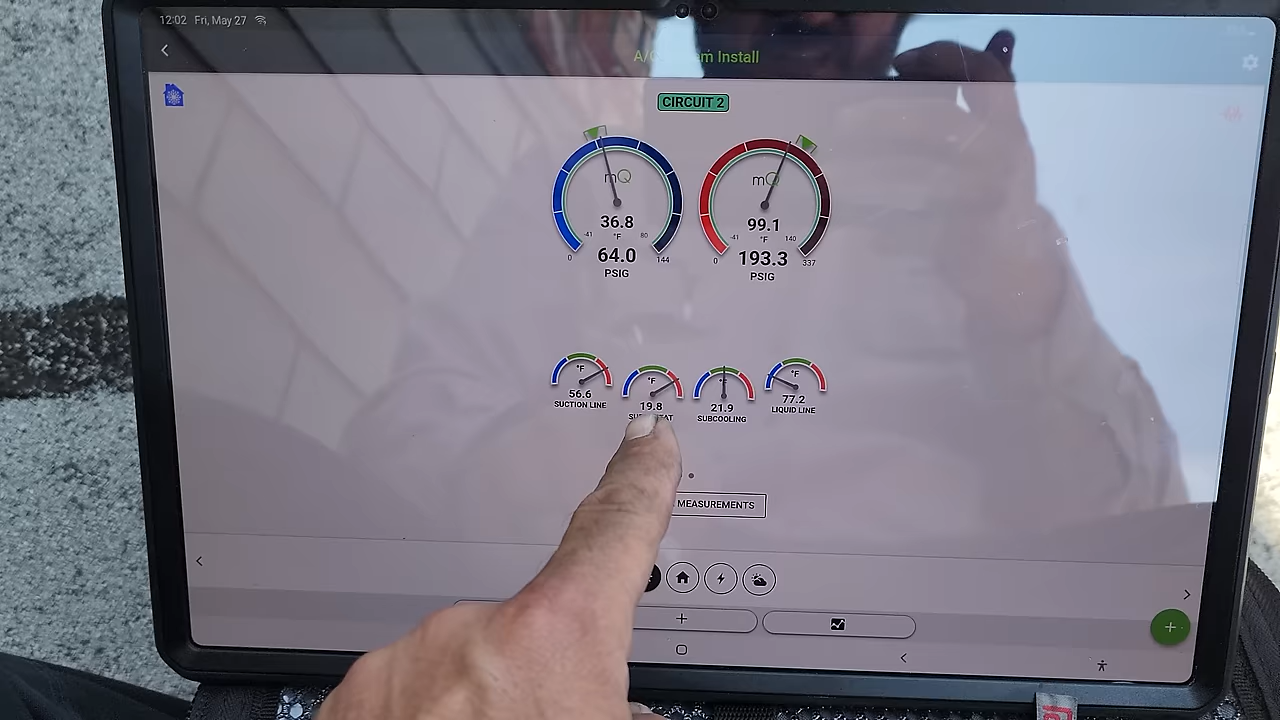 12:02 Fri, May 27
Install
CIRCUIT 2
mQ
mQ
36.8
99.1
-41 °F 80
-41 °F 140
64.0
193.3
0 144
0 337
PSIG
PSIG
°F
°F
°F
56.6
19.8
21.9
77.2
SUCTION LINE
SUBCOOLING
LIQUID LINE
MEASUREMENTS